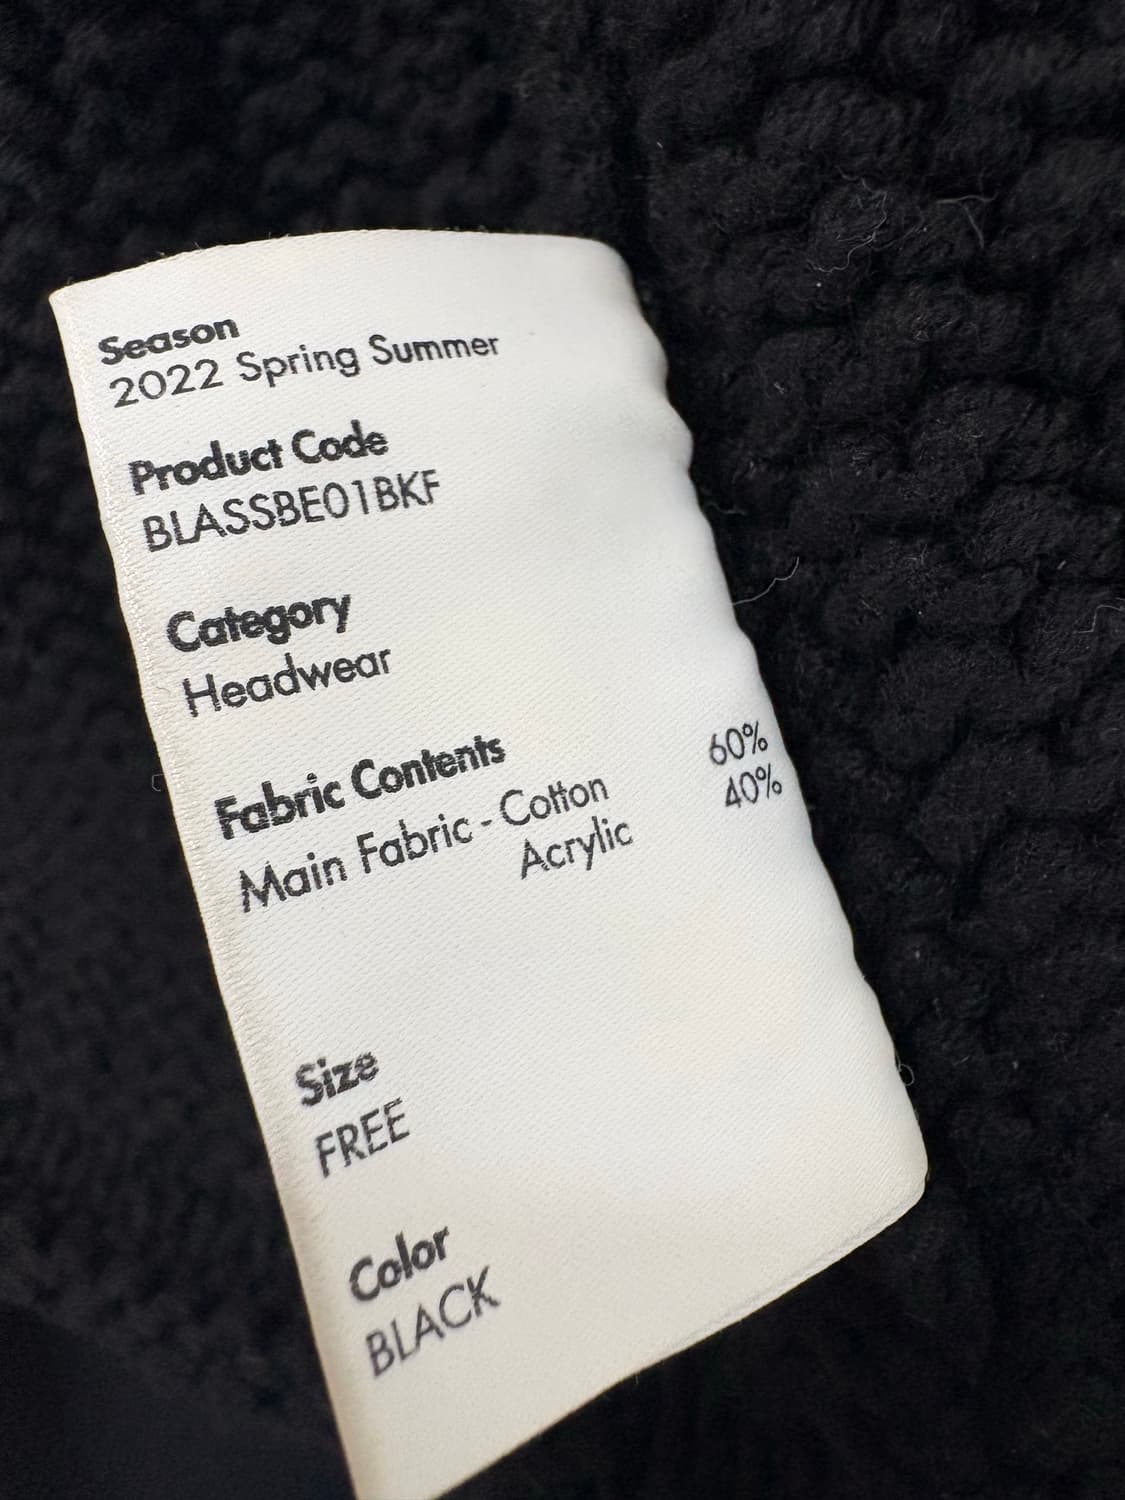 Season
2022 Spring Summer
Product Code
BLASSBE01BKF
Category
Headwear
Fabric Contents
Main Fabric - Cotton 60%
Acrylic 40%
Size
FREE
Color
BLACK